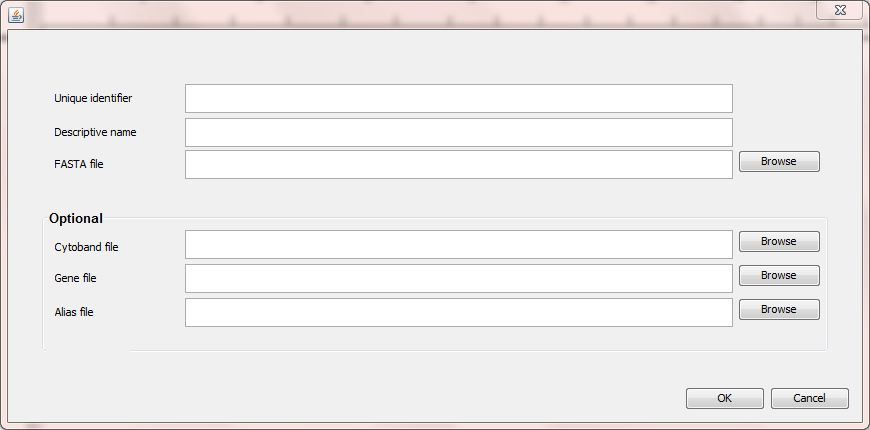 Unique identifier
Descriptive name
FASTA file Browse
Optional
Cytoband file Browse
Gene file Browse
Alias file Browse
OK Cancel